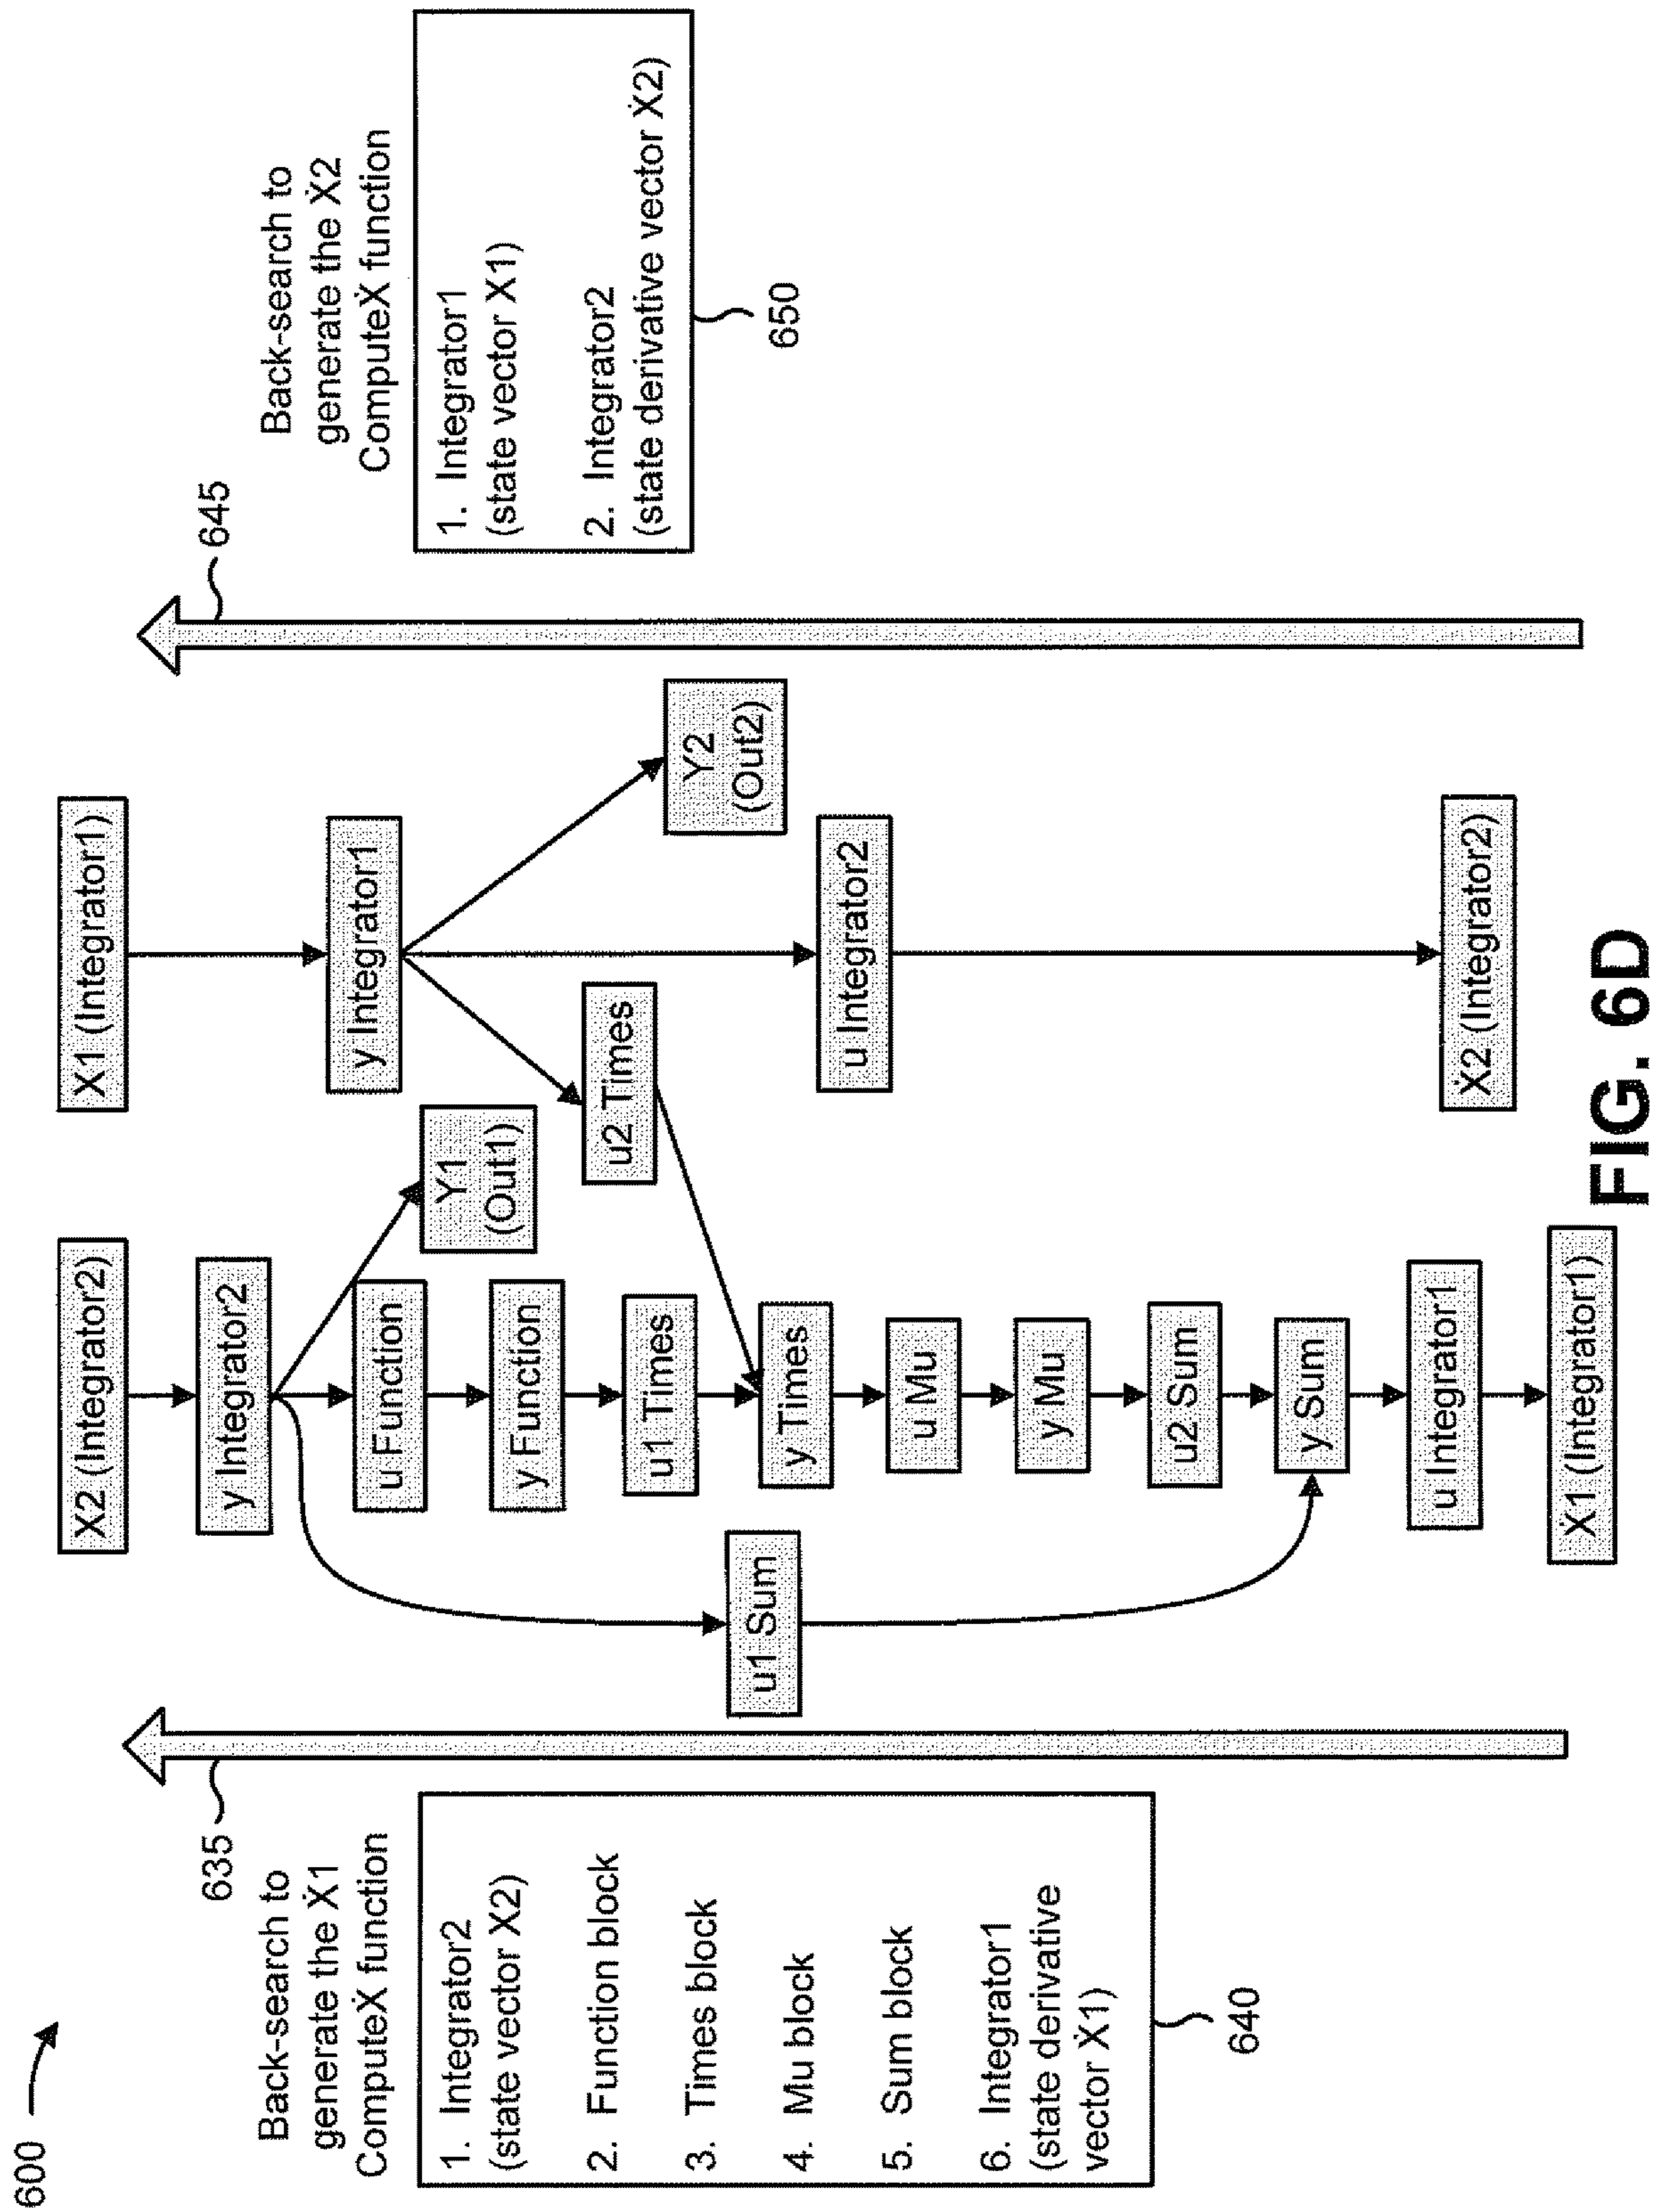 600
Back-search to
generate the Ẋ1
ComputeẊ function
635
1. Integrator2
(state vector X2)
2. Function block
3. Times block
4. Mu block
5. Sum block
6. Integrator1
(state derivative
vector Ẋ1)
640
X2 (Integrator2)
y Integrator2
Y1
(Out1)
u Function
y Function
u1 Times
u1 Sum
y Times
u Mu
y Mu
u2 Sum
y Sum
u Integrator1
Ẋ1 (Integrator1)
X1 (Integrator1)
y Integrator1
u2 Times
Y2
(Out2)
u Integrator2
Ẋ2 (Integrator2)
645
Back-search to
generate the Ẋ2
ComputeẊ function
1. Integrator1
(state vector X1)
2. Integrator2
(state derivative vector Ẋ2)
650
FIG. 6D